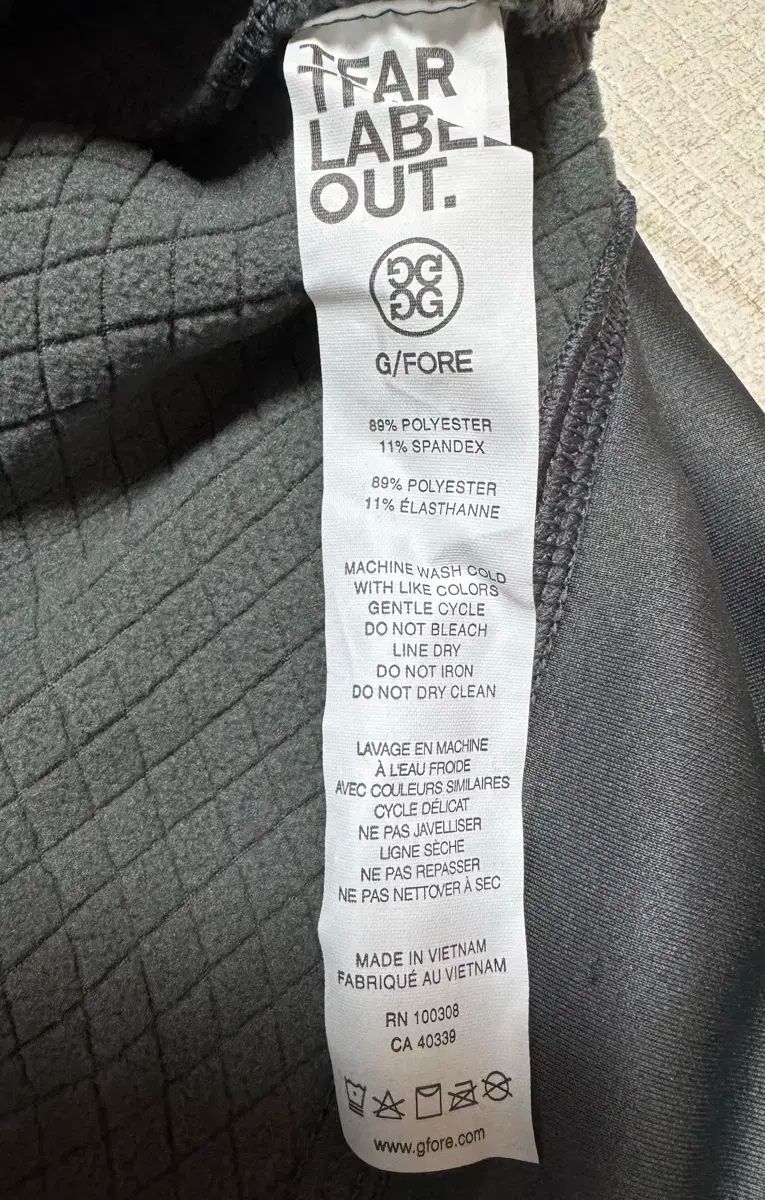 TEAR
LABEL
OUT.
G/FORE
89% POLYESTER
11% SPANDEX
89% POLYESTER
11% ÉLASTHANNE
MACHINE WASH COLD
WITH LIKE COLORS
GENTLE CYCLE
DO NOT BLEACH
LINE DRY
DO NOT IRON
DO NOT DRY CLEAN
LAVAGE EN MACHINE
À L'EAU FROIDE
AVEC COULEURS SIMILAIRES
CYCLE DÉLICAT
NE PAS JAVELLISER
LIGNE SÈCHE
NE PAS REPASSER
NE PAS NETTOVER À SEC
MADE IN VIETNAM
FABRIQUÉ AU VIETNAM
RN 100308
CA 40339
www.gfore.com